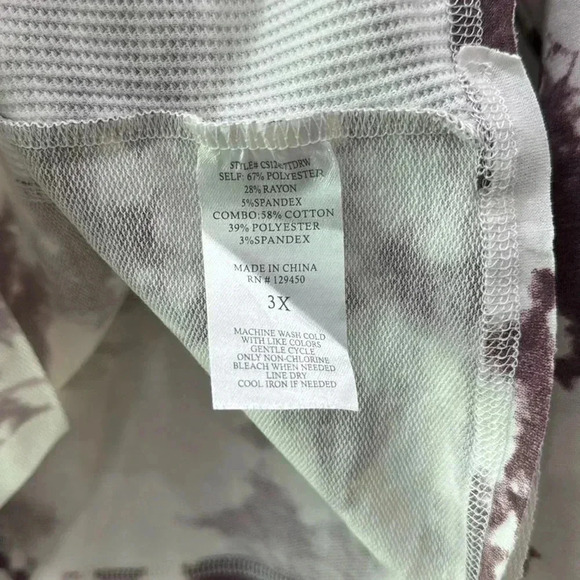 STYLE#
SELF: 67% POLYESTER
28% RAYON
5%SPANDEX
COMBO:58% COTTON
39% POLYESTER
3%SPANDEX
MADE IN CHINA
RN # 129450
3X
MACHINE WASH COLD
WITH LIKE COLORS
GENTLE CYCLE
ONLY NON-CHLORINE
BLEACH WHEN NEEDED
LINE DRY
COOL IRON IF NEEDED